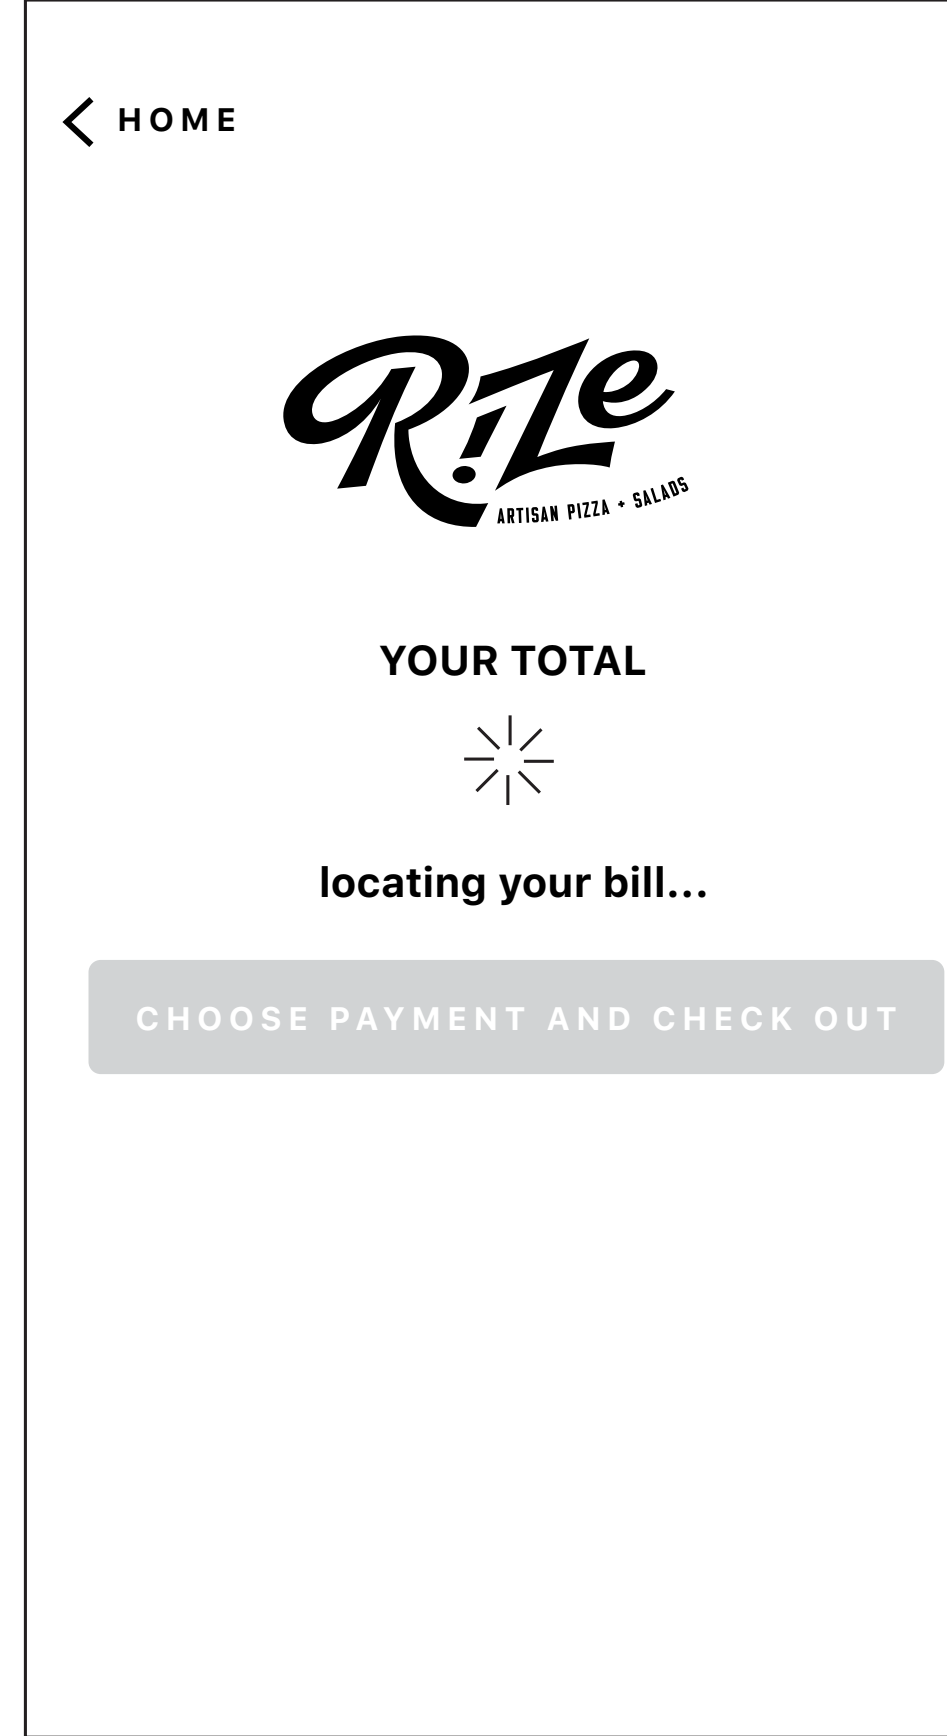 HOME
Rize
ARTISAN PIZZA + SALADS
YOUR TOTAL
locating your bill...
CHOOSE PAYMENT AND CHECK OUT